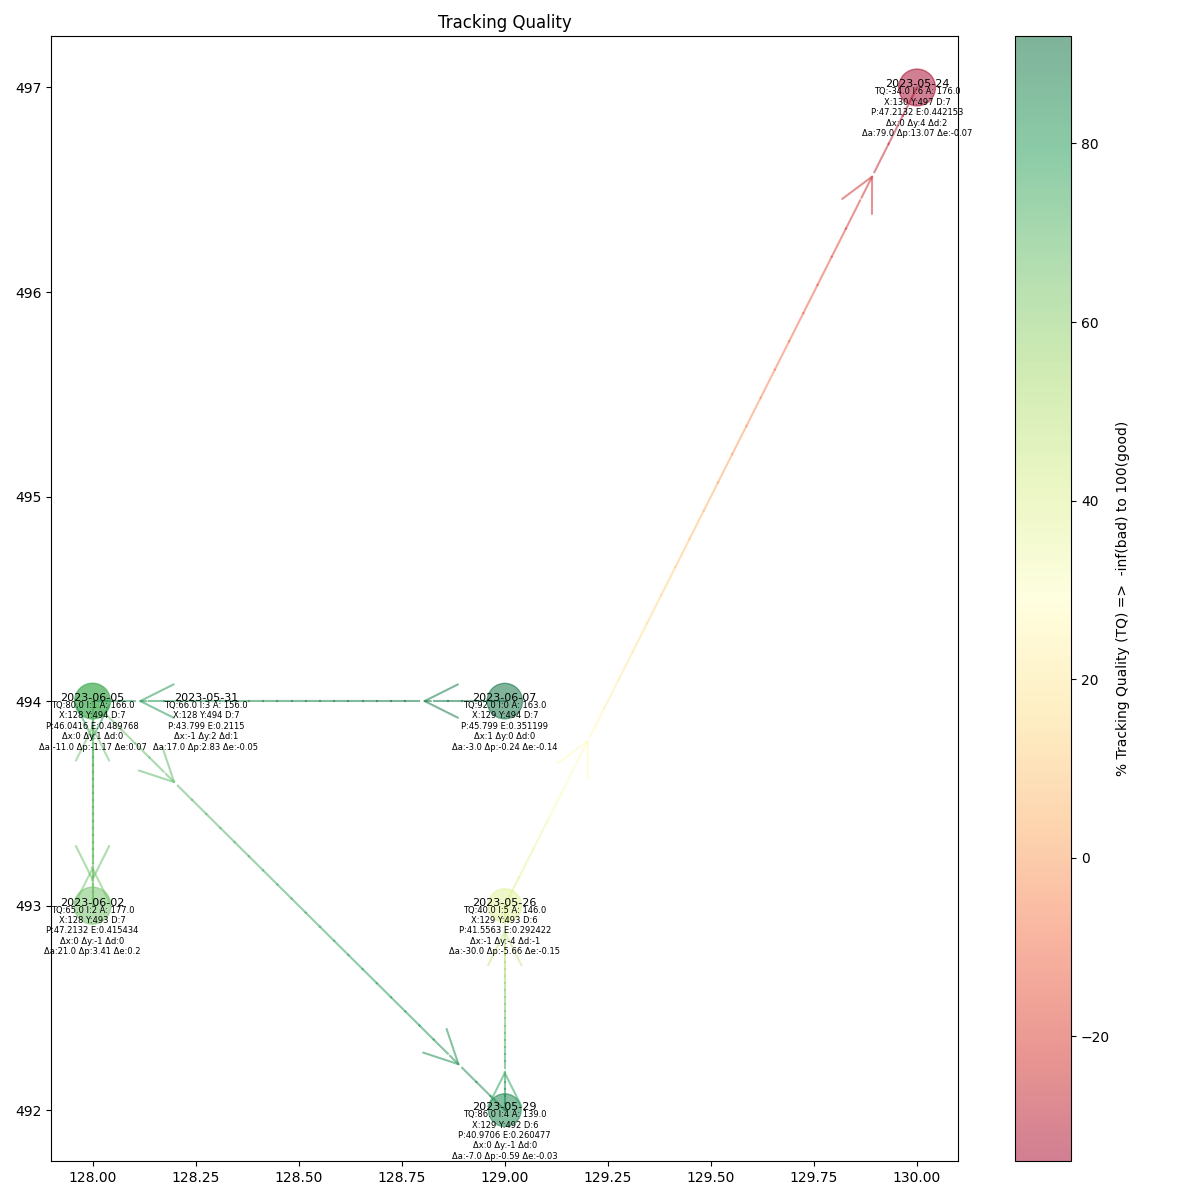 Tracking Quality
497
496
495
494
493
492
128.00
128.25
128.50
128.75
129.00
129.25
129.50
129.75
130.00
2023-05-24
TQ:-34.0 I:6 A: 176.0
X:130 Y:497 D:7
P:47.2132 E:0.442153
Δx:0 Δy:4 Δd:2
Δa:79.0 Δp:13.07 Δe:-0.07
2023-06-05
TQ:80.0 I:1 A: 166.0
X:128 Y:494 D:7
P:46.0416 E:0.489768
Δx:0 Δy:1 Δd:0
Δa:-11.0 Δp:-1.17 Δe:0.07
2023-05-31
TQ:66.0 I:3 A: 156.0
X:128 Y:494 D:7
P:43.799 E:0.2115
Δx:-1 Δy:2 Δd:1
Δa:17.0 Δp:2.83 Δe:-0.05
2023-06-07
TQ:92.0 I:0 A: 163.0
X:129 Y:494 D:7
P:45.799 E:0.351199
Δx:1 Δy:0 Δd:0
Δa:-3.0 Δp:-0.24 Δe:-0.14
2023-06-02
TQ:65.0 I:2 A: 177.0
X:128 Y:493 D:7
P:47.2132 E:0.415434
Δx:0 Δy:-1 Δd:0
Δa:21.0 Δp:3.41 Δe:0.2
2023-05-26
TQ:40.0 I:5 A: 146.0
X:129 Y:493 D:6
P:41.5563 E:0.292422
Δx:-1 Δy:-4 Δd:-1
Δa:-30.0 Δp:-5.66 Δe:-0.15
2023-05-29
TQ:86.0 I:4 A: 139.0
X:129 Y:492 D:6
P:40.9706 E:0.260477
Δx:0 Δy:-1 Δd:0
Δa:-7.0 Δp:-0.59 Δe:-0.03
80
60
40
20
0
−20
% Tracking Quality (TQ) => -inf(bad) to 100(good)